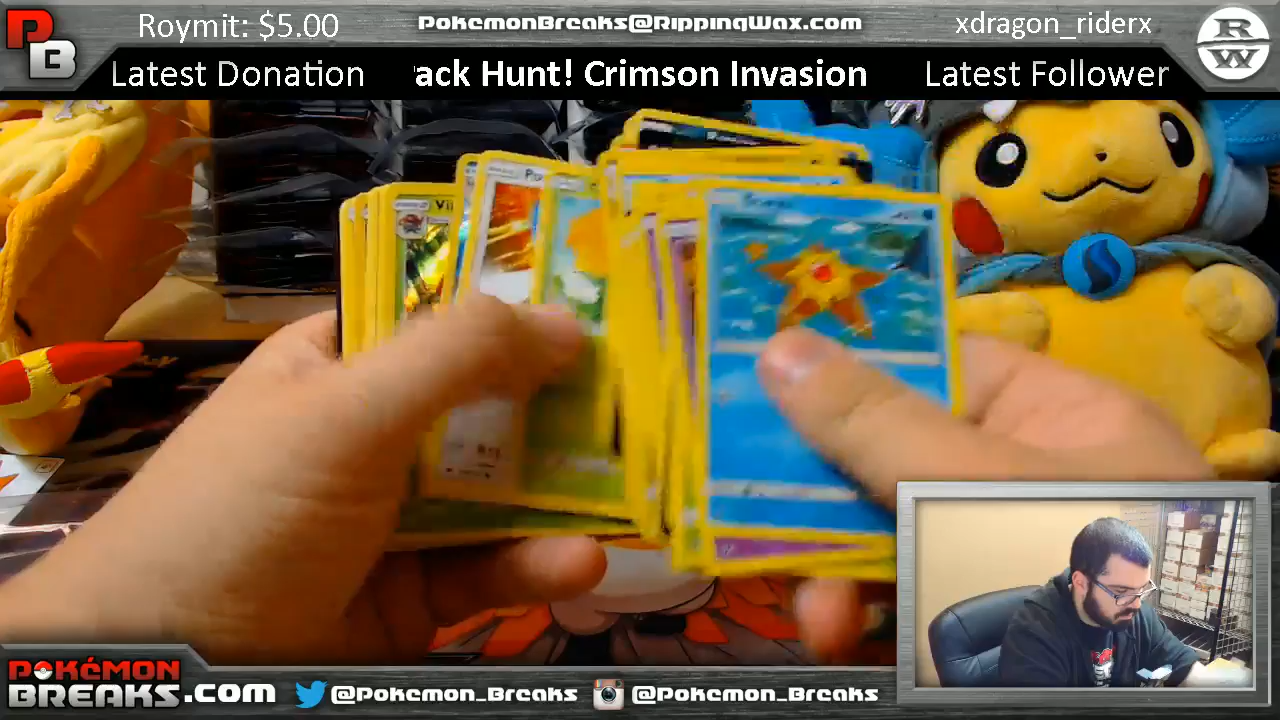 PB
Roymit: $5.00
Latest Donation
PokemonBreaks@RippingWax.com
ack Hunt! Crimson Invasion
xdragon_riderx
Latest Follower
RW
Vil
POKÉMON
BREAKS.com
@Pokemon_Breaks
@Pokemon_Breaks